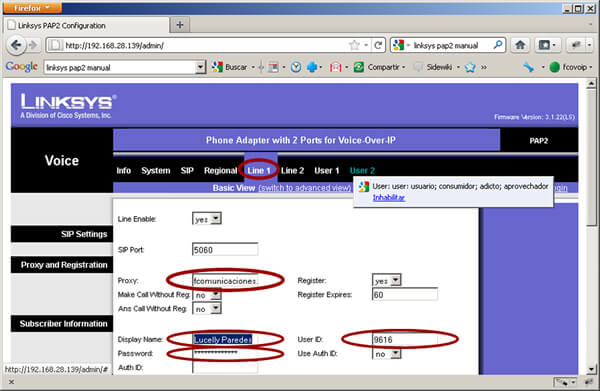 Firefox
Linksys PAP2 Configuration
http://192.168.28.139/admin/
linksys pap2 manual
Google
linksys pap2 manual
Buscar
Compartir
Sidewiki
fcovoip
LINKSYS®
A Division of Cisco Systems, Inc.
Firmware Version: 3.1.22(LS)
Phone Adapter with 2 Ports for Voice-Over-IP
PAP2
Voice
Info System SIP Regional Line 1 Line 2 User 1 User 2
Basic View (switch to advanced view)
User: user: usuario; consumidor; adicto; aprovechador
Inhabilitar
Line Enable: yes
SIP Settings
SIP Port: 5060
Proxy and Registration
Proxy: fcomunicaciones.
Register: yes
Make Call Without Reg: no
Register Expires: 60
Ans Call Without Reg: no
Subscriber Information
Display Name: Lucelly Paredes
User ID: 9616
Password: *************
Use Auth ID: no
Auth ID:
http://192.168.28.139/admin/#